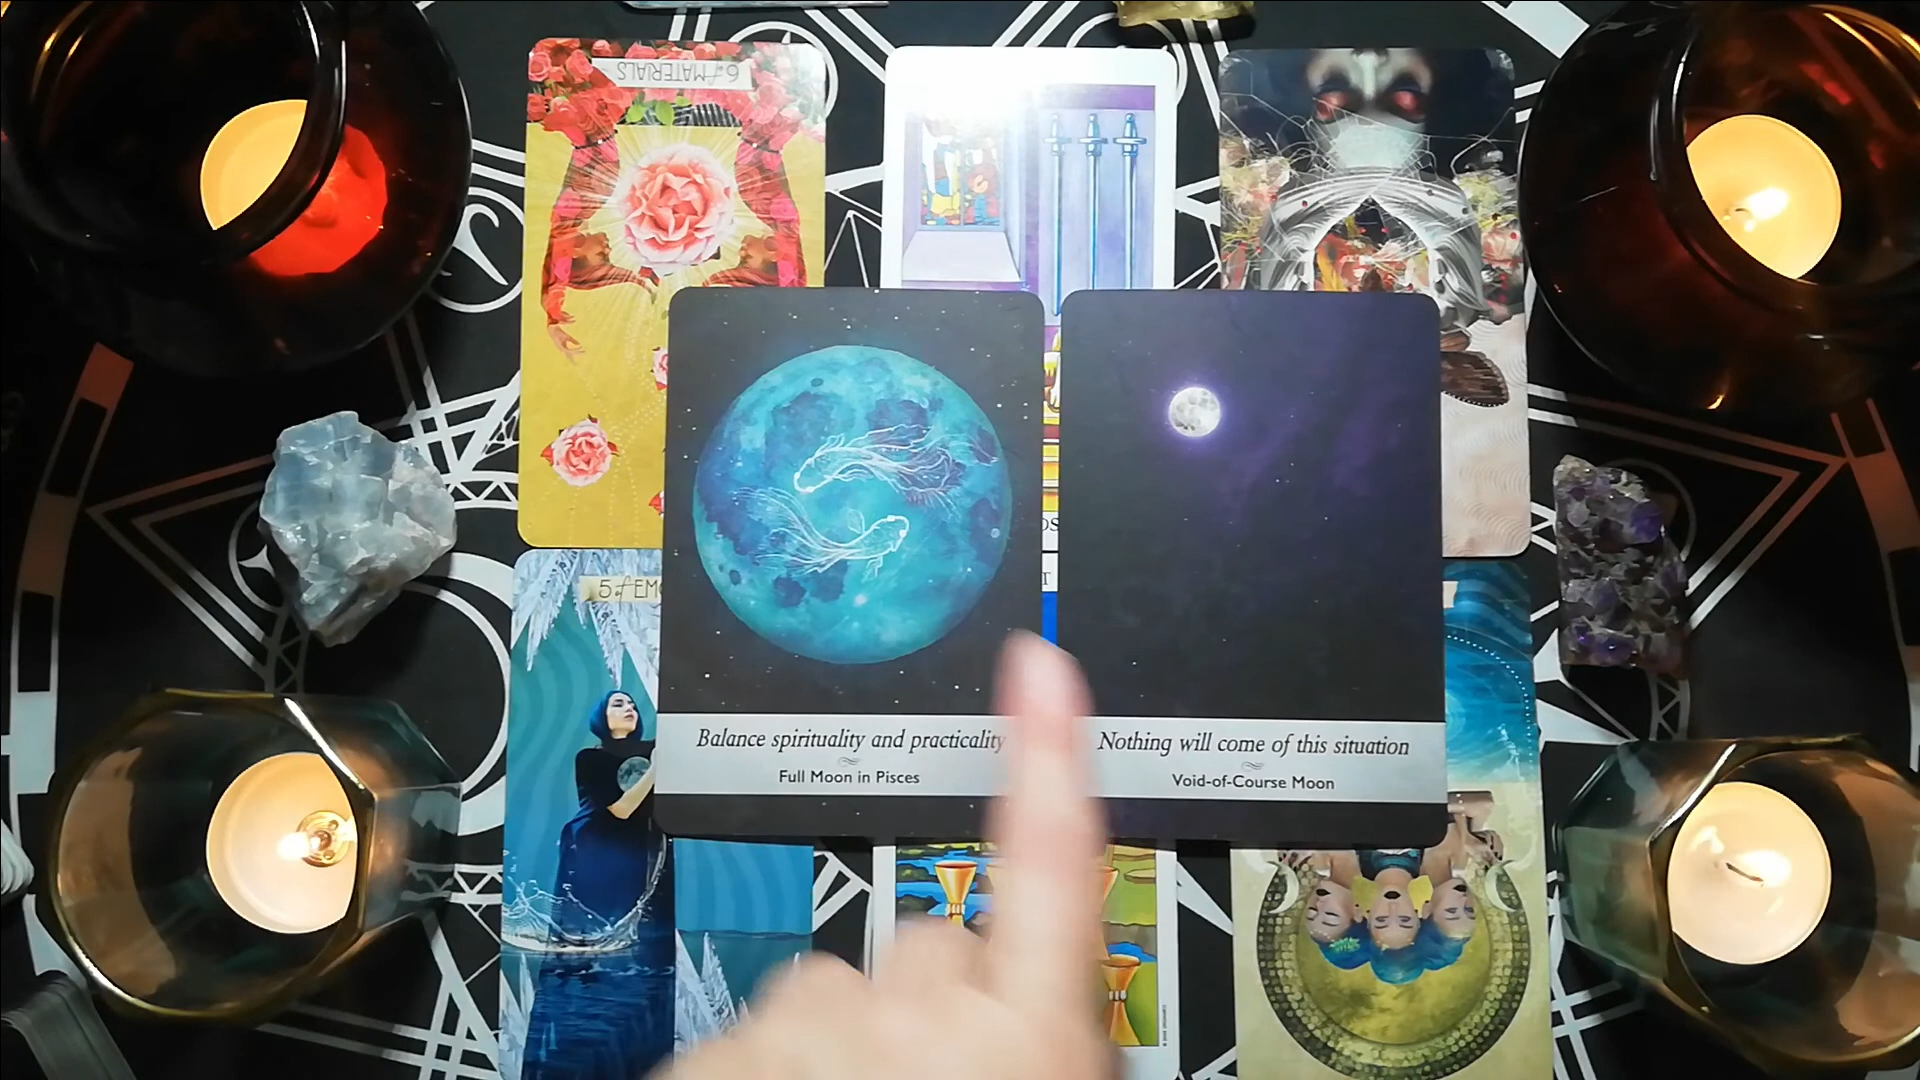 6 of MATERIALS
5 of EMO
Balance spirituality and practicality
Full Moon in Pisces
Nothing will come of this situation
Void-of-Course Moon